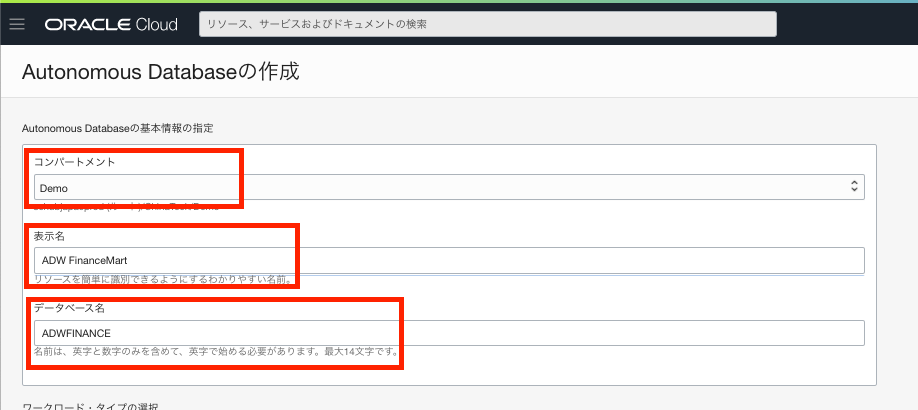 ORACLE Cloud
リソース、サービスおよびドキュメントの検索
Autonomous Databaseの作成
Autonomous Databaseの基本情報の指定
コンパートメント
Demo
表示名
ADW FinanceMart
リソースを簡単に識別できるようにするわかりやすい名前。
データベース名
ADWFINANCE
名前は、英字と数字のみを含めて、英字で始める必要があります。最大14文字です。
ワークロード・タイプの選択